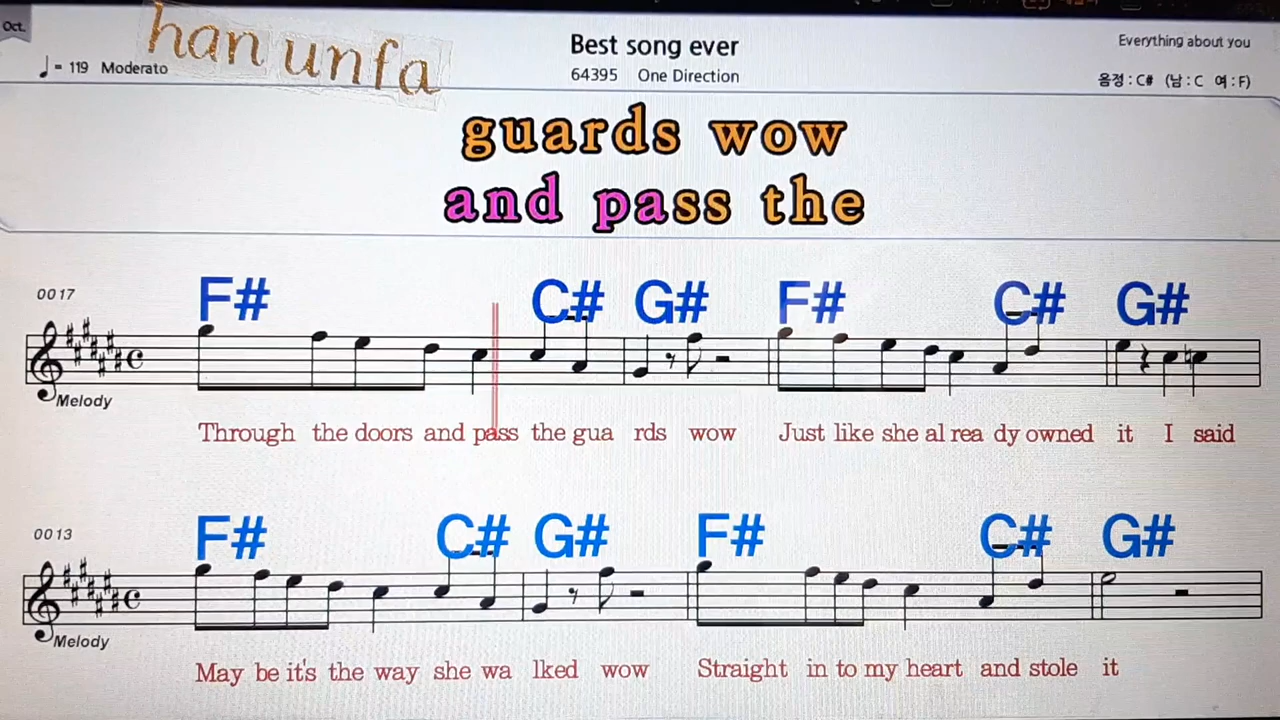 Oct.
han unfa
♩= 119 Moderato
Best song ever
64395 One Direction
Everything about you
음정 : C# (남 : C 여 : F)
guards wow
and pass the
0017
F# C# G# F# C# G#
Melody
Through the doors and pass the gua rds wow Just like she al rea dy owned it I said
0013
F# C# G# F# C# G#
Melody
May be it's the way she wa lked wow Straight in to my heart and stole it